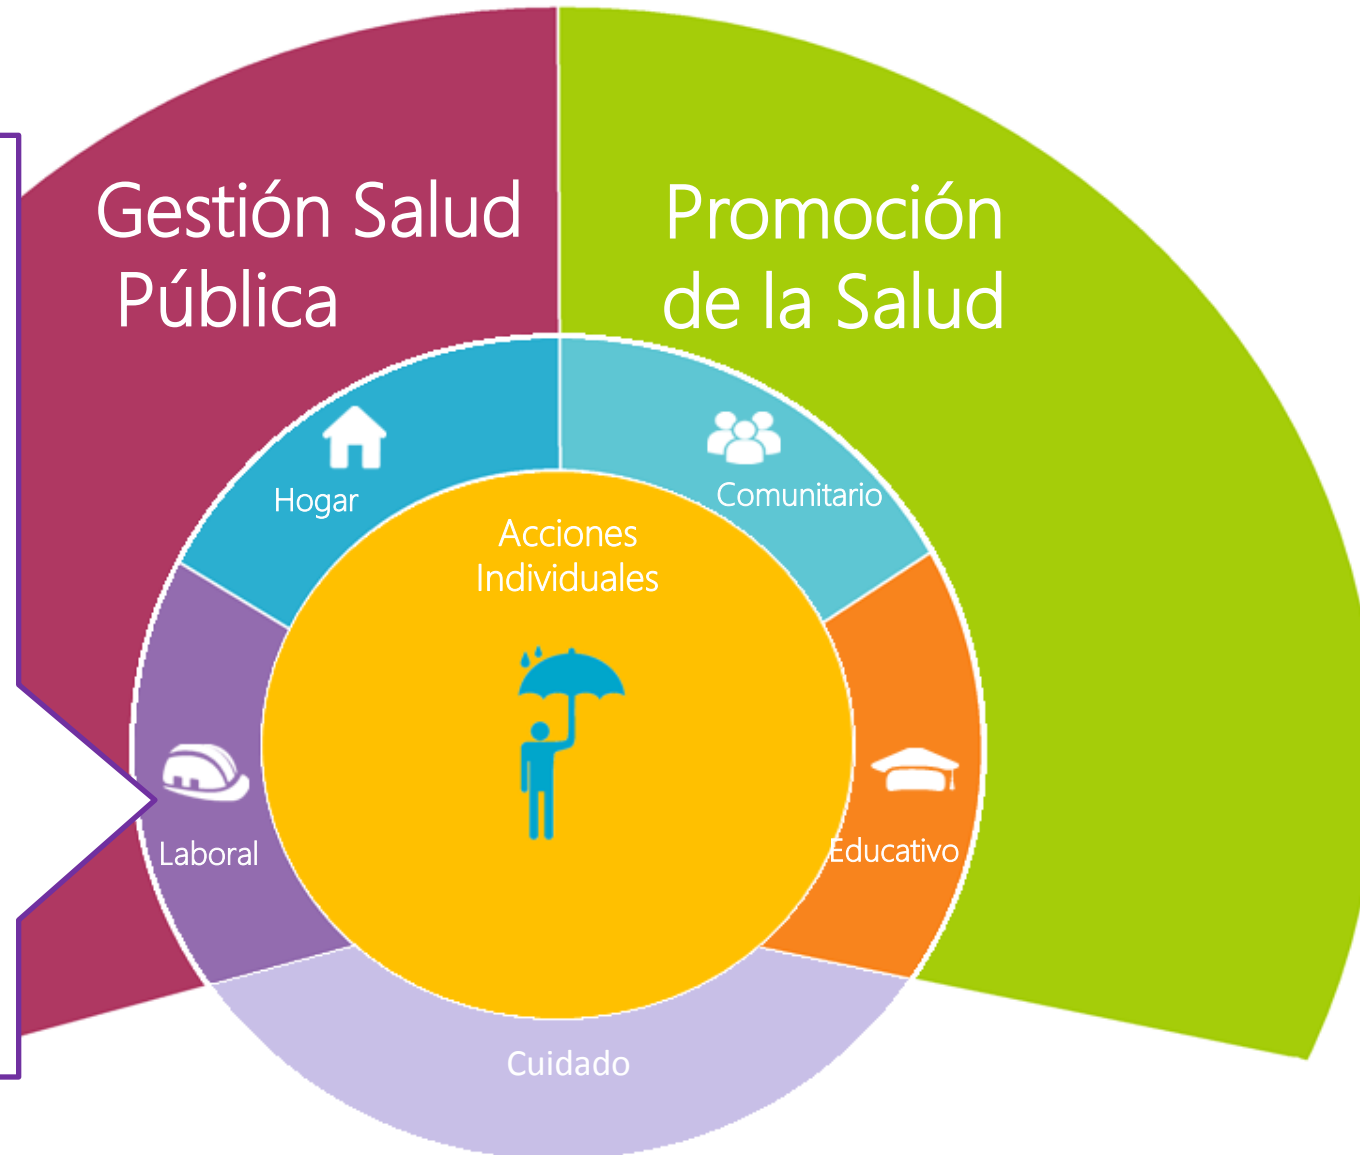 Gestión Salud
Pública
Promoción
de la Salud
Hogar
Comunitario
Acciones
Individuales
Laboral
Educativo
Cuidado